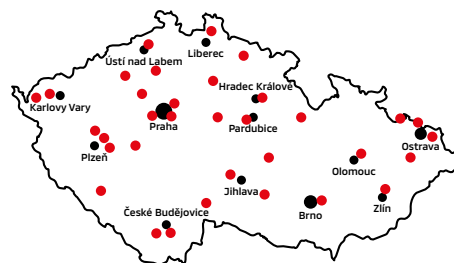 Liberec
Ústí nad Labem
Hradec Králové
Karlovy Vary
Praha
Pardubice
Ostrava
Plzeň
Olomouc
Jihlava
České Budějovice
Brno
Zlín